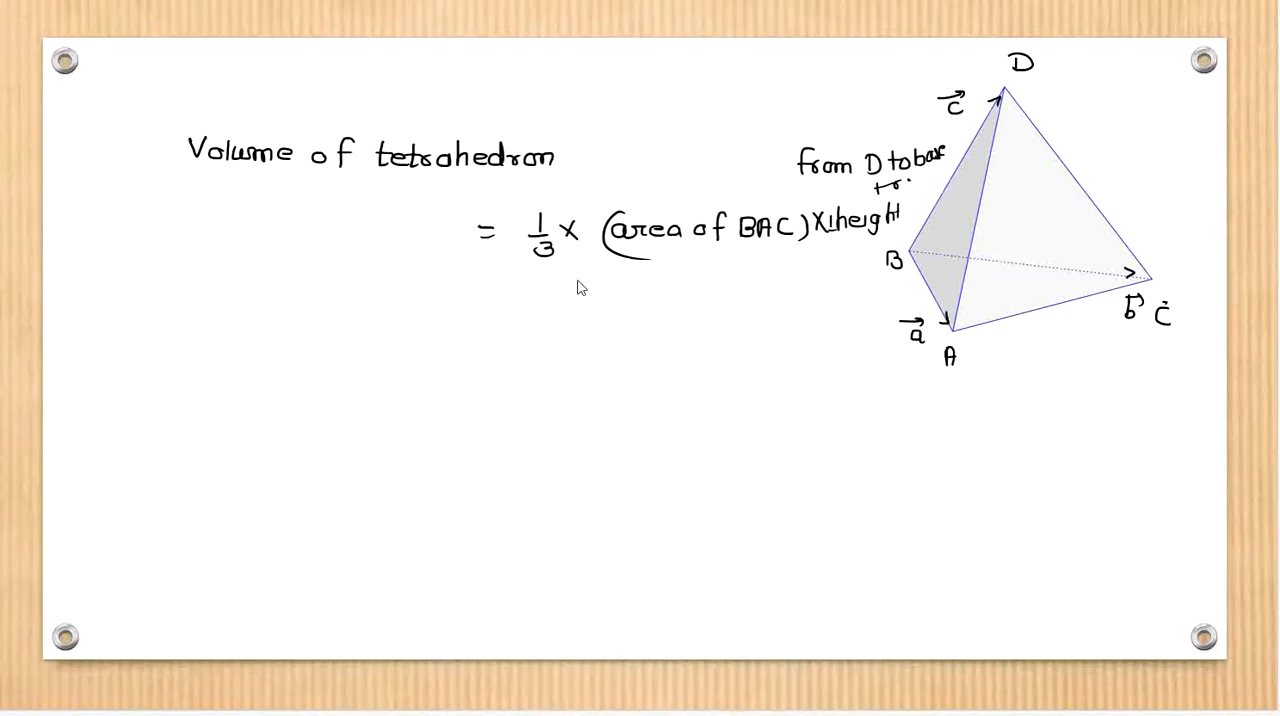 D
→c
Volume of tetrahedron
from D to base
= 1/3 × (area of BAC) × height
B
→b C
→a
A